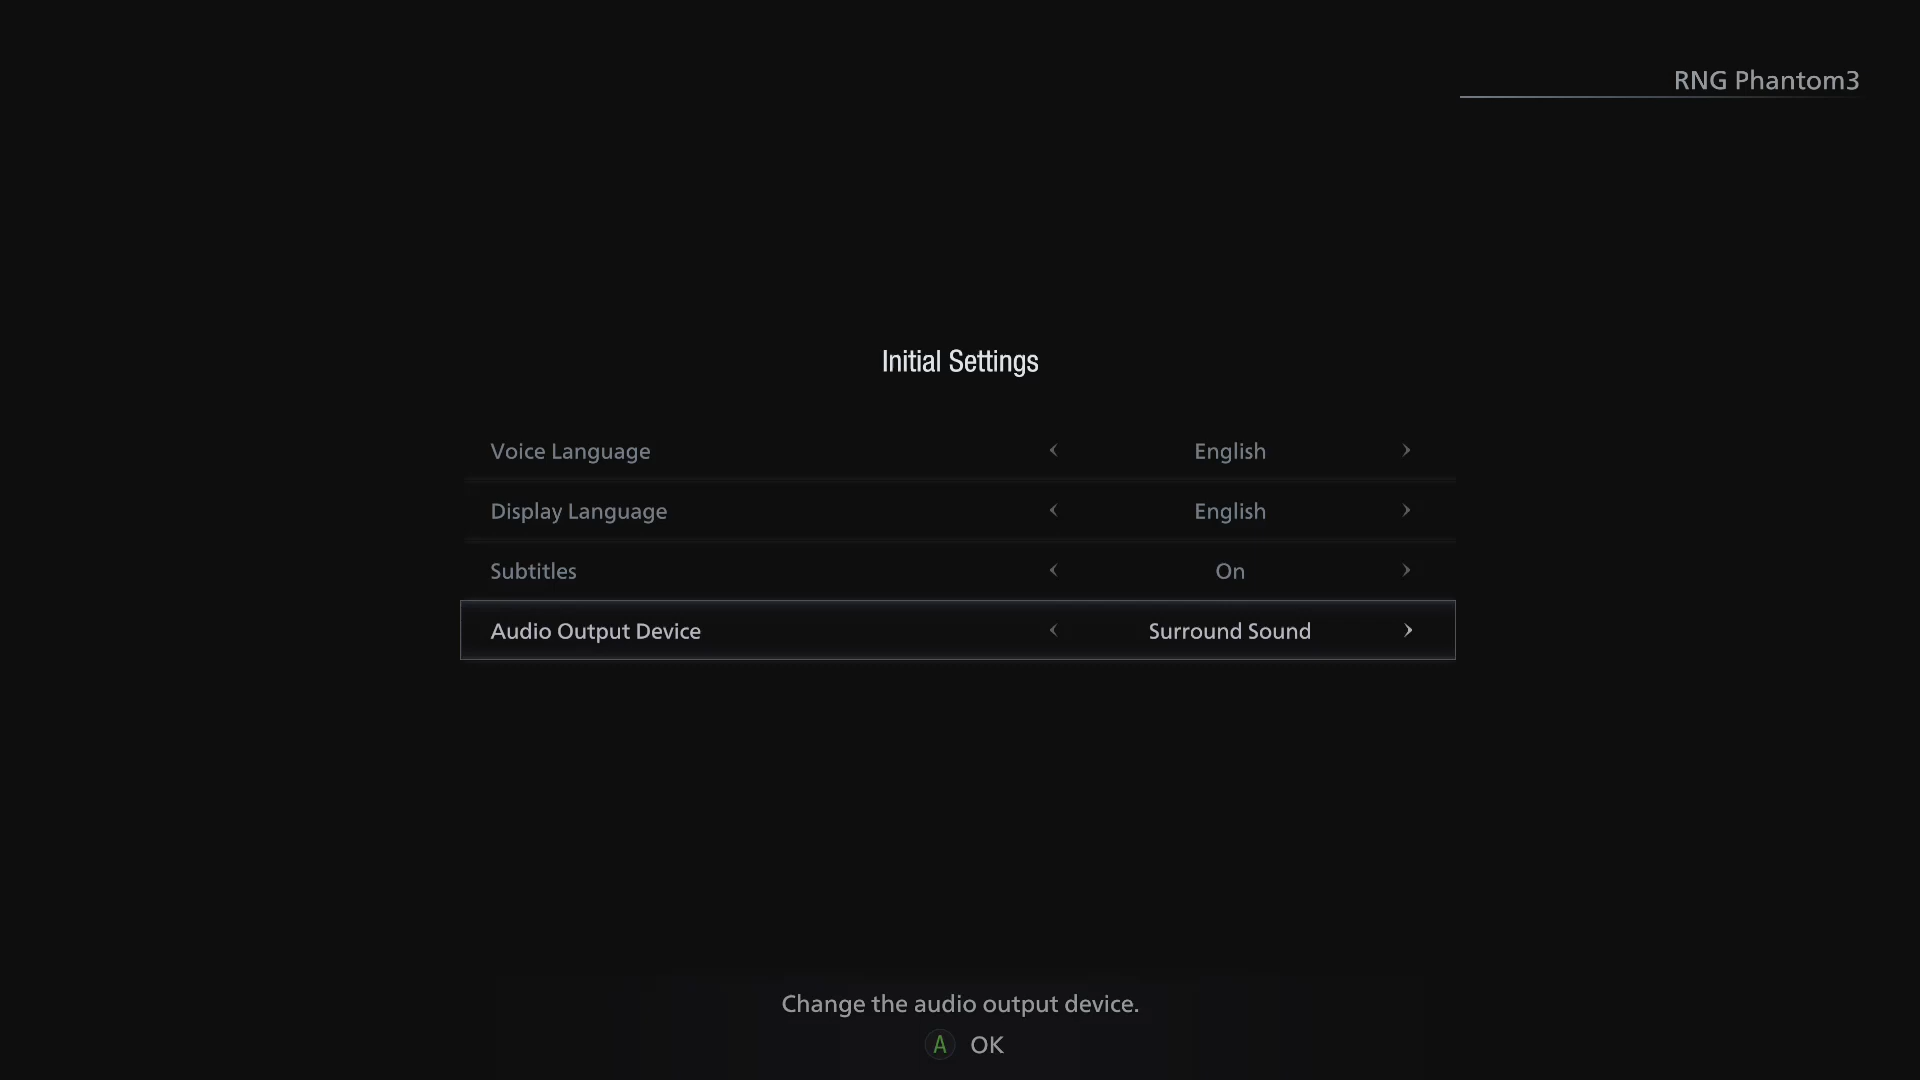 RNG Phantom3
Initial Settings
Voice Language < English >
Display Language < English >
Subtitles < On >
Audio Output Device < Surround Sound >
Change the audio output device.
A OK